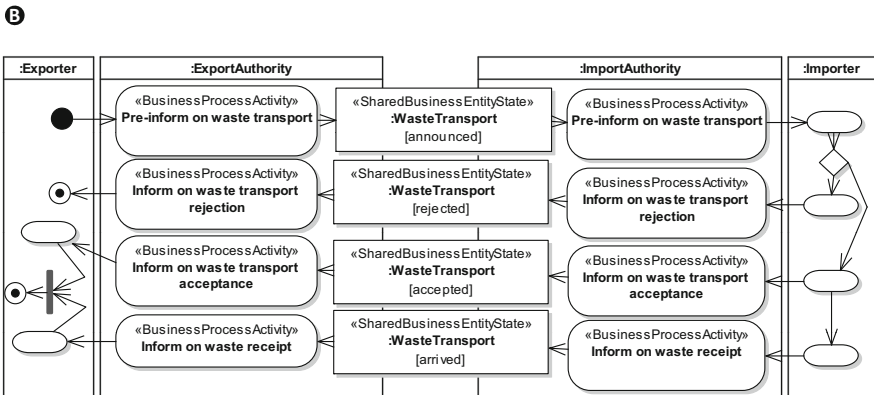 B
:Exporter
:ExportAuthority
:ImportAuthority
:Importer
«BusinessProcessActivity»
Pre-inform on waste transport
«SharedBusinessEntityState»
:WasteTransport
[announced]
«BusinessProcessActivity»
Pre-inform on waste transport
«BusinessProcessActivity»
Inform on waste transport
rejection
«SharedBusinessEntityState»
:WasteTransport
[rejected]
«BusinessProcessActivity»
Inform on waste transport
rejection
«BusinessProcessActivity»
Inform on waste transport
acceptance
«SharedBusinessEntityState»
:WasteTransport
[accepted]
«BusinessProcessActivity»
Inform on waste transport
acceptance
«BusinessProcessActivity»
Inform on waste receipt
«SharedBusinessEntityState»
:WasteTransport
[arrived]
«BusinessProcessActivity»
Inform on waste receipt